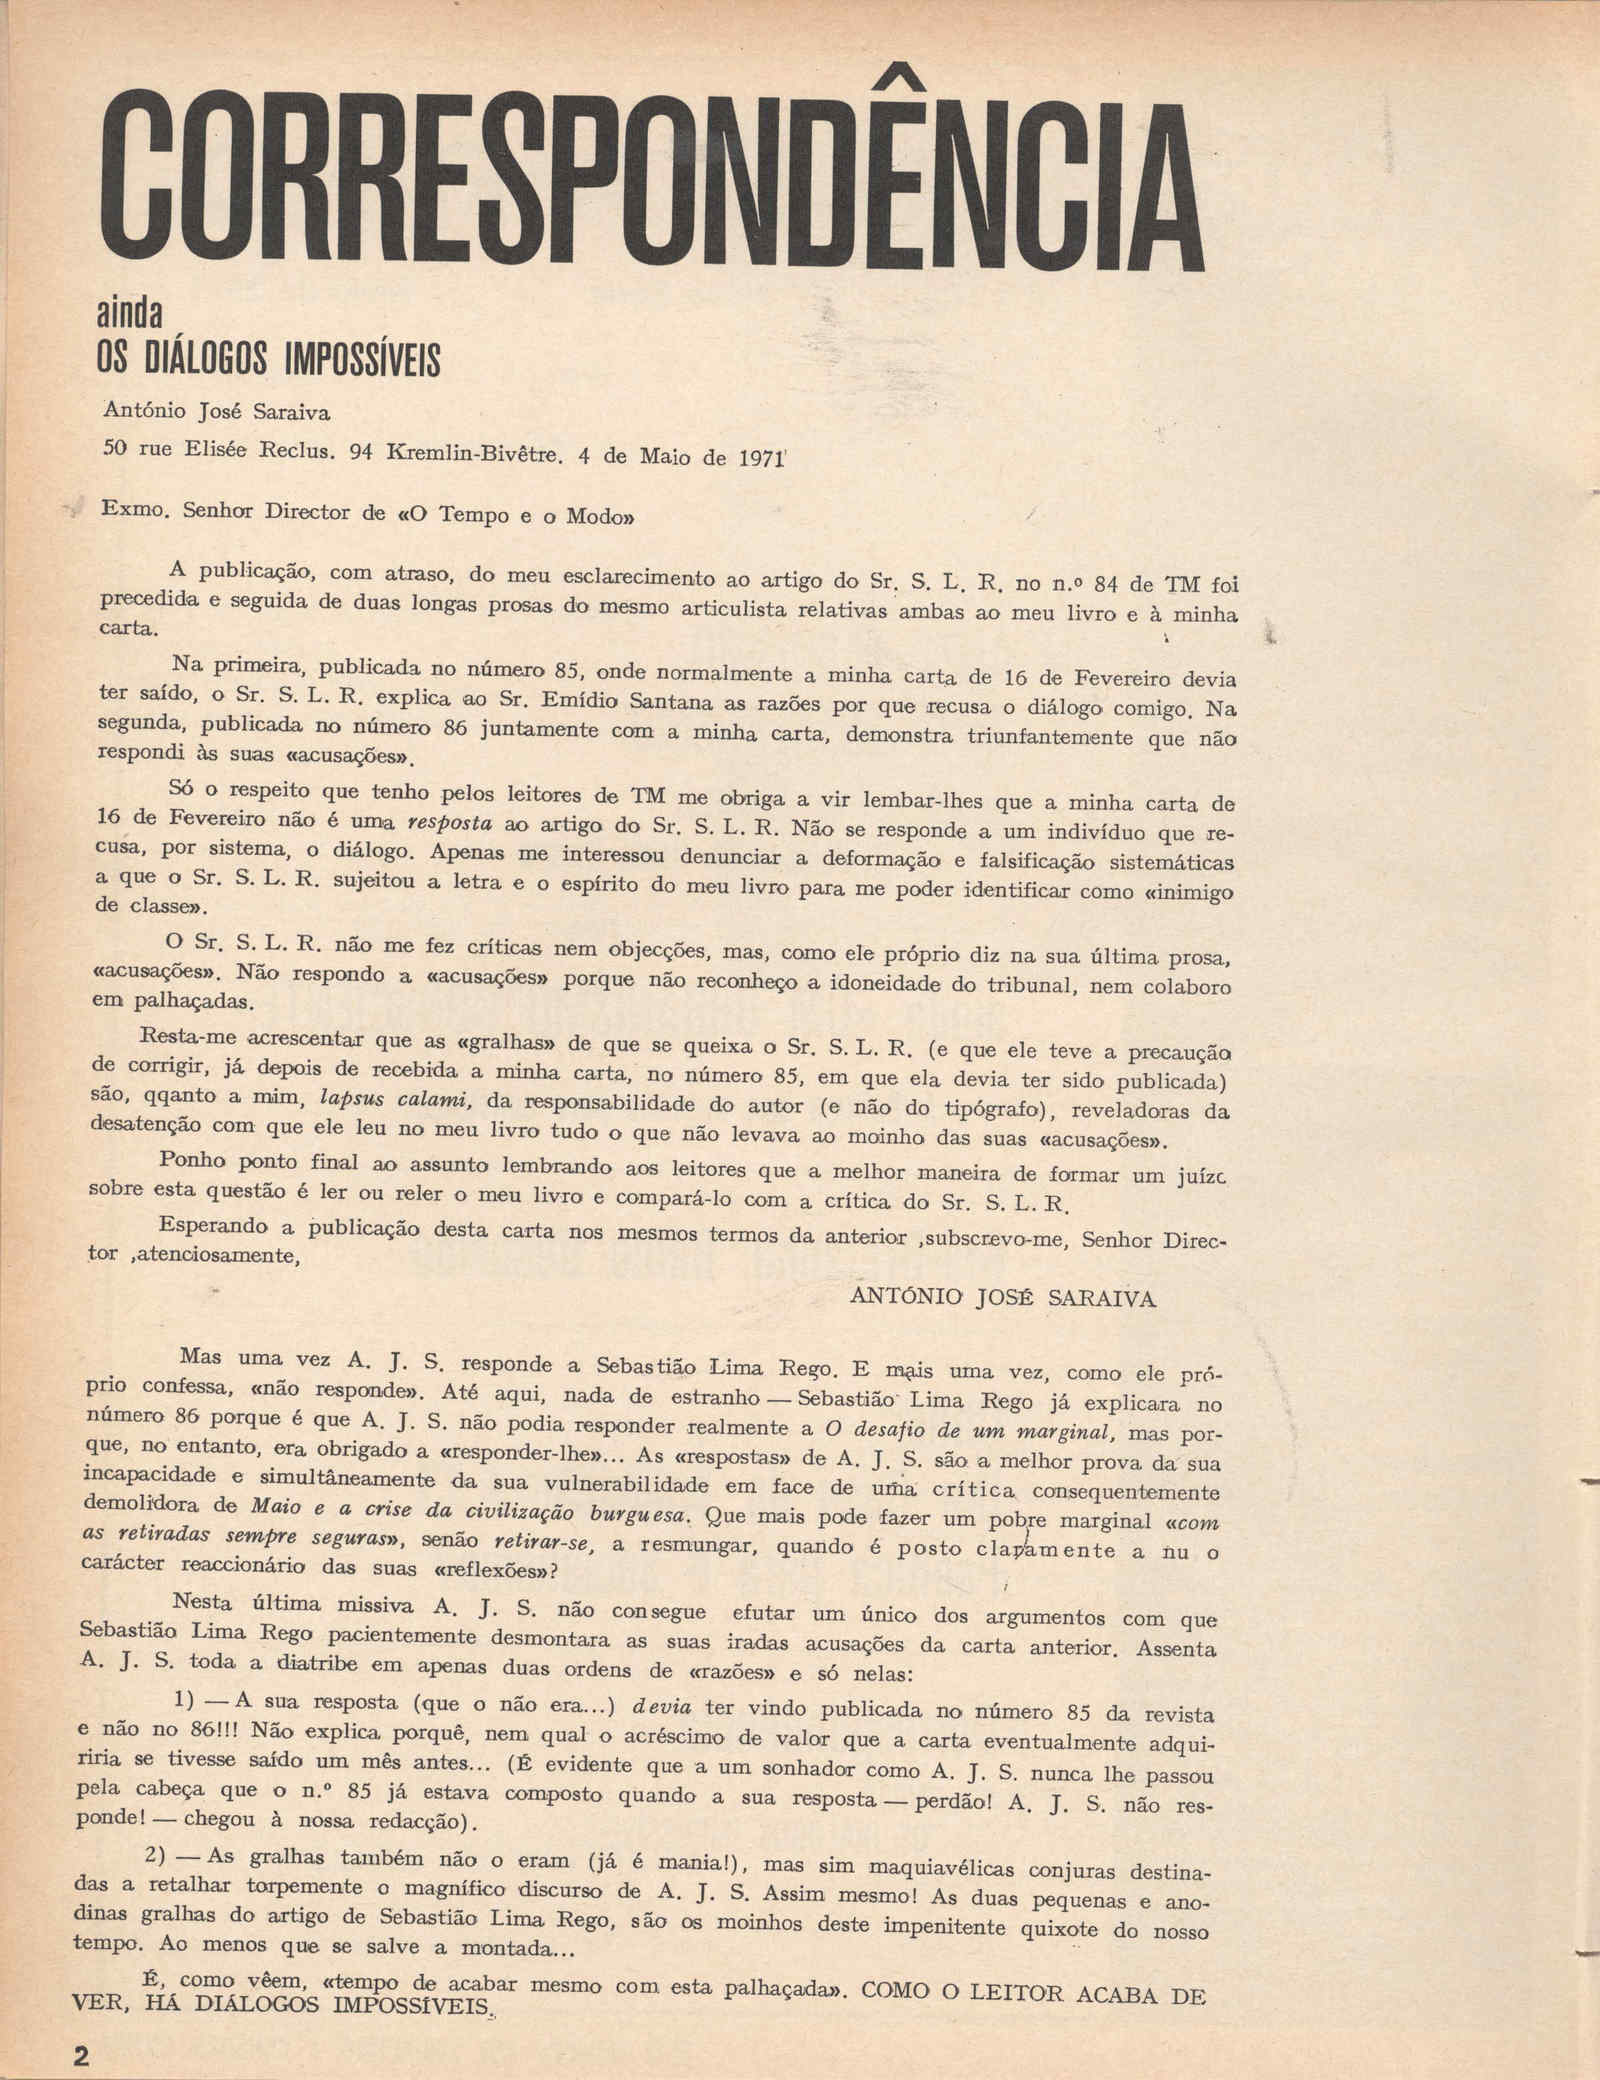 CORRESPONDÊNCIA
ainda
OS DIÁLOGOS IMPOSSÍVEIS
António José Saraiva
50 rue Elisée Reclus. 94 Kremlin-Bivêtre. 4 de Maio de 1971
Exmo. Senhor Director de «O Tempo e o Modo»
A publicação, com atraso, do meu esclarecimento ao artigo do Sr. S. L. R. no n.º 84 de TM foi
precedida e seguida de duas longas prosas do mesmo articulista relativas ambas ao meu livro e à minha
carta.
Na primeira, publicada no número 85, onde normalmente a minha carta de 16 de Fevereiro devia
ter saído, o Sr. S. L. R. explica ao Sr. Emídio Santana as razões por que recusa o diálogo comigo. Na
segunda, publicada no número 86 juntamente com a minha carta, demonstra triunfantemente que não
respondi às suas «acusações».
Só o respeito que tenho pelos leitores de TM me obriga a vir lembar-lhes que a minha carta de
16 de Fevereiro não é uma resposta ao artigo do Sr. S. L. R. Não se responde a um indivíduo que re-
cusa, por sistema, o diálogo. Apenas me interessou denunciar a deformação e falsificação sistemáticas
a que o Sr. S. L. R. sujeitou a letra e o espírito do meu livro para me poder identificar como «inimigo
de classe».
O Sr. S. L. R. não me fez críticas nem objecções, mas, como ele próprio diz na sua última prosa,
«acusações». Não respondo a «acusações» porque não reconheço a idoneidade do tribunal, nem colaboro
em palhaçadas.
Resta-me acrescentar que as «gralhas» de que se queixa o Sr. S. L. R. (e que ele teve a precaução
de corrigir, já depois de recebida a minha carta, no número 85, em que ela devia ter sido publicada)
são, qqanto a mim, lapsus calami, da responsabilidade do autor (e não do tipógrafo), reveladoras da
desatenção com que ele leu no meu livro tudo o que não levava ao moinho das suas «acusações».
Ponho ponto final ao assunto lembrando aos leitores que a melhor maneira de formar um juízc
sobre esta questão é ler ou reler o meu livro e compará-lo com a crítica do Sr. S. L. R.
Esperando a publicação desta carta nos mesmos termos da anterior ,subscrevo-me, Senhor Direc-
tor ,atenciosamente,
ANTÓNIO JOSÉ SARAIVA
Mas uma vez A. J. S. responde a Sebastião Lima Rego. E mais uma vez, como ele pró-
prio confessa, «não responde». Até aqui, nada de estranho — Sebastião Lima Rego já explicara no
número 86 porque é que A. J. S. não podia responder realmente a O desafio de um marginal, mas por-
que, no entanto, era obrigado a «responder-lhe»... As «respostas» de A. J. S. são a melhor prova da sua
incapacidade e simultâneamente da sua vulnerabilidade em face de uma crítica consequentemente
demolidora de Maio e a crise da civilização burguesa. Que mais pode fazer um pobre marginal «com
as retiradas sempre seguras», senão retirar-se, a resmungar, quando é posto claramente a nu o
carácter reaccionário das suas «reflexões»?
Nesta última missiva A. J. S. não consegue efutar um único dos argumentos com que
Sebastião Lima Rego pacientemente desmontara as suas iradas acusações da carta anterior. Assenta
A. J. S. toda a diatribe em apenas duas ordens de «razões» e só nelas:
1) — A sua resposta (que o não era...) devia ter vindo publicada no número 85 da revista
e não no 86!!! Não explica porquê, nem qual o acréscimo de valor que a carta eventualmente adqui-
riria se tivesse saído um mês antes... (É evidente que a um sonhador como A. J. S. nunca lhe passou
pela cabeça que o n.º 85 já estava composto quando a sua resposta — perdão! A. J. S. não res-
ponde! — chegou à nossa redacção).
2) — As gralhas também não o eram (já é mania!), mas sim maquiavélicas conjuras destina-
das a retalhar torpemente o magnífico discurso de A. J. S. Assim mesmo! As duas pequenas e ano-
dinas gralhas do artigo de Sebastião Lima Rego, são os moinhos deste impenitente quixote do nosso
tempo. Ao menos que se salve a montada...
É, como vêem, «tempo de acabar mesmo com esta palhaçada». COMO O LEITOR ACABA DE
VER, HÁ DIÁLOGOS IMPOSSÍVEIS.
2